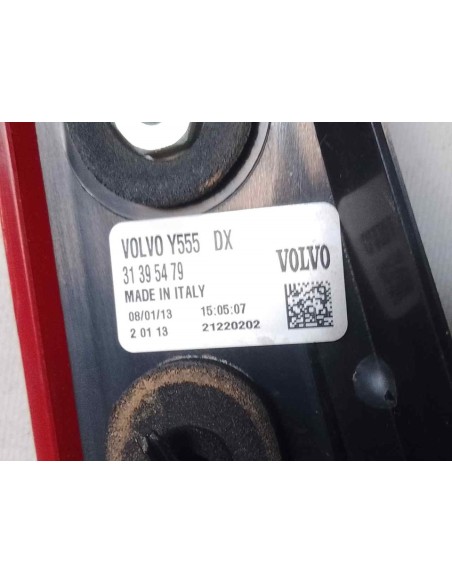 VOLVO Y555 DX
31 39 54 79
VOLVO
MADE IN ITALY
08/01/13 15:05:07
2 01 13 21220202